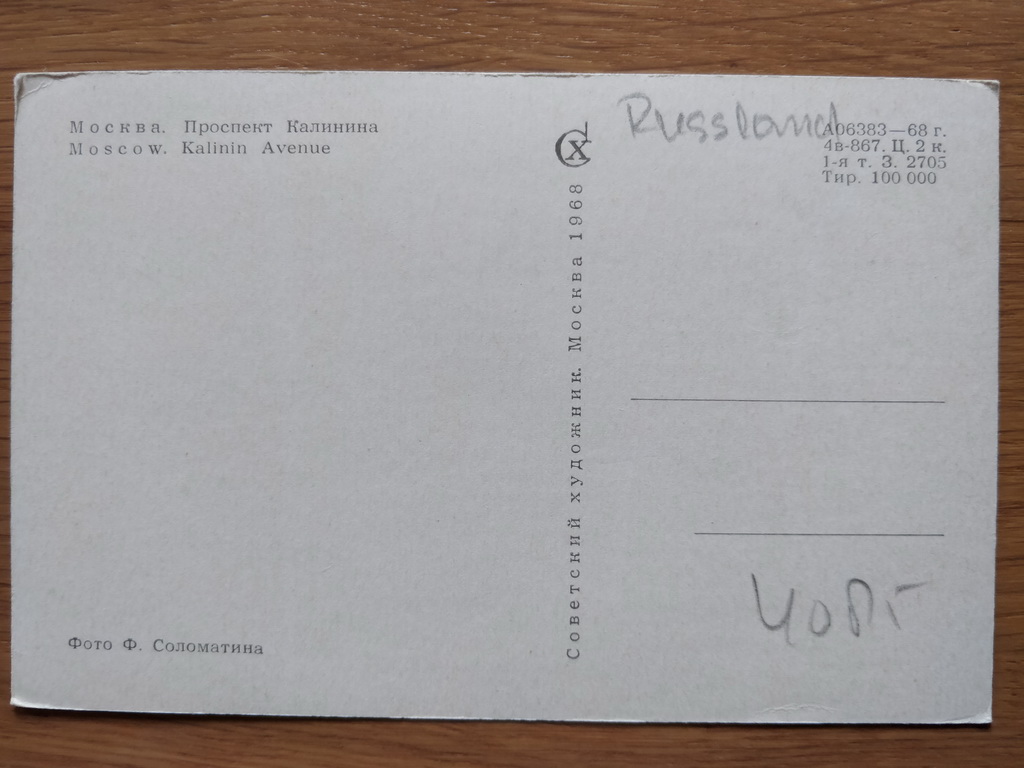 Москва. Проспект Калинина
Moscow. Kalinin Avenue
Фото Ф. Соломатина
СХ
Советский художник. Москва 1968
Russland
А06383—68 г.
4в-867. Ц. 2 к.
1-я т. З. 2705
Тир. 100 000